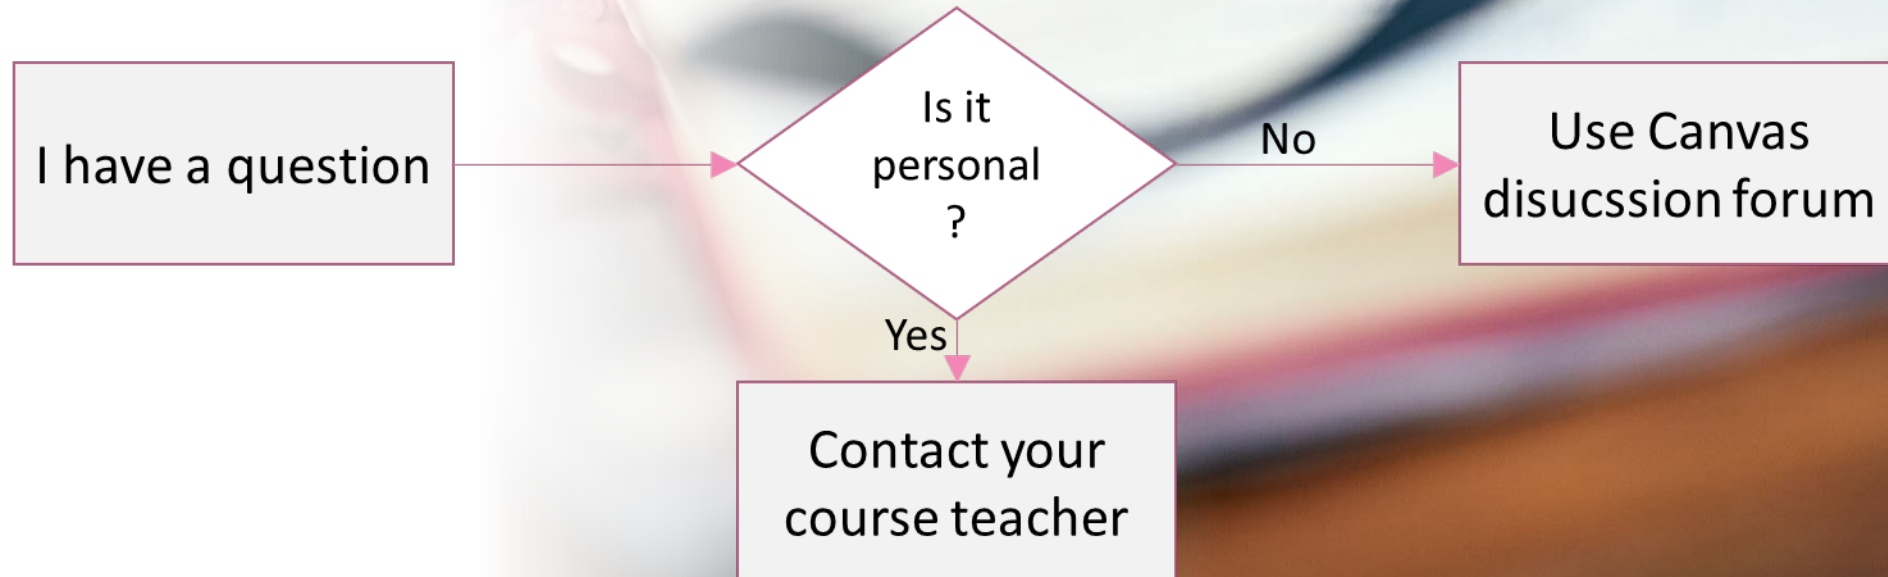 I have a question
Is it
personal
?
No
Use Canvas
disucssion forum
Yes
Contact your
course teacher